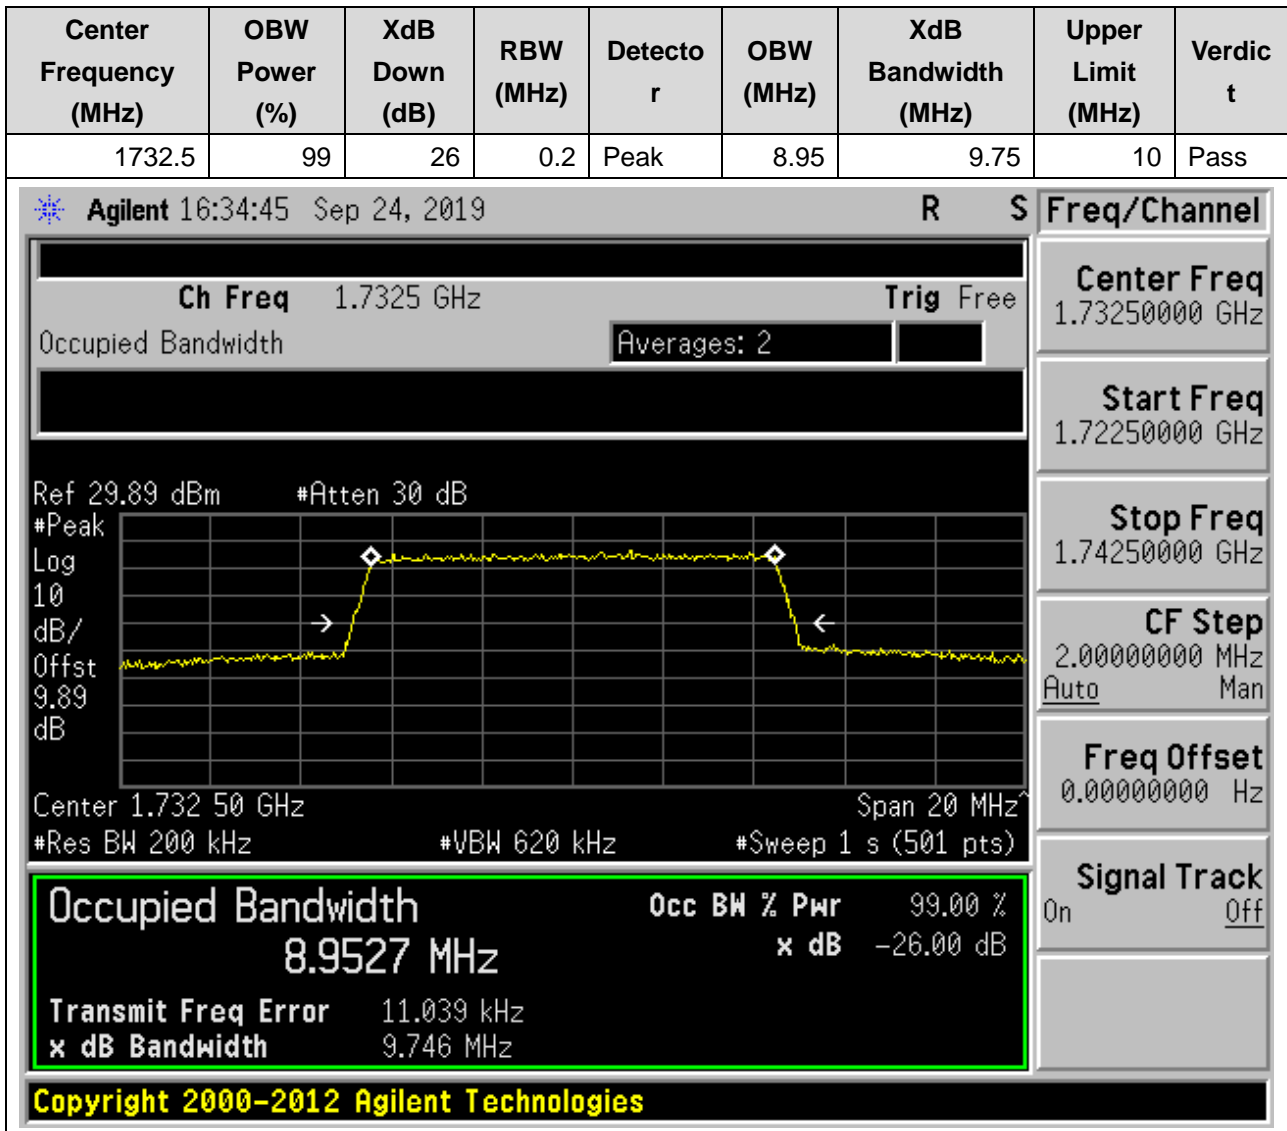 Center Frequency (MHz) OBW Power (%) XdB Down (dB) RBW (MHz) Detecto r OBW (MHz) XdB Bandwidth (MHz) Upper Limit (MHz) Verdic t
1732.5 99 26 0.2 Peak 8.95 9.75 10 Pass
Agilent 16:34:45 Sep 24, 2019 R S
Ch Freq 1.7325 GHz Trig Free
Occupied Bandwidth Averages: 2
Ref 29.89 dBm #Atten 30 dB
#Peak
Log
10
dB/
Offst
9.89
dB
Center 1.732 50 GHz Span 20 MHz^
#Res BW 200 kHz #VBW 620 kHz #Sweep 1 s (501 pts)
Occupied Bandwidth Occ BW % Pwr 99.00 %
8.9527 MHz x dB -26.00 dB
Transmit Freq Error 11.039 kHz
x dB Bandwidth 9.746 MHz
Copyright 2000-2012 Agilent Technologies
Freq/Channel
Center Freq
1.73250000 GHz
Start Freq
1.72250000 GHz
Stop Freq
1.74250000 GHz
CF Step
2.00000000 MHz
Auto Man
Freq Offset
0.00000000 Hz
Signal Track
On Off